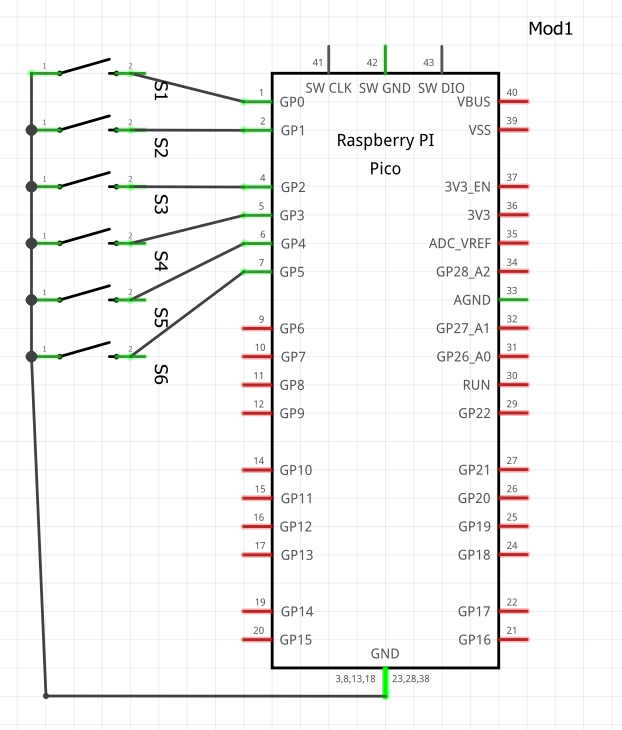 Mod1
41 42 43
SW CLK SW GND SW DIO
Raspberry PI
Pico
1 2 S1
1 2 S2
1 2 S3
1 2 S4
1 2 S5
1 2 S6
1 GP0
2 GP1
4 GP2
5 GP3
6 GP4
7 GP5
9 GP6
10 GP7
11 GP8
12 GP9
14 GP10
15 GP11
16 GP12
17 GP13
19 GP14
20 GP15
VBUS 40
VSS 39
3V3_EN 37
3V3 36
ADC_VREF 35
GP28_A2 34
AGND 33
GP27_A1 32
GP26_A0 31
RUN 30
GP22 29
GP21 27
GP20 26
GP19 25
GP18 24
GP17 22
GP16 21
GND
3,8,13,18 23,28,38